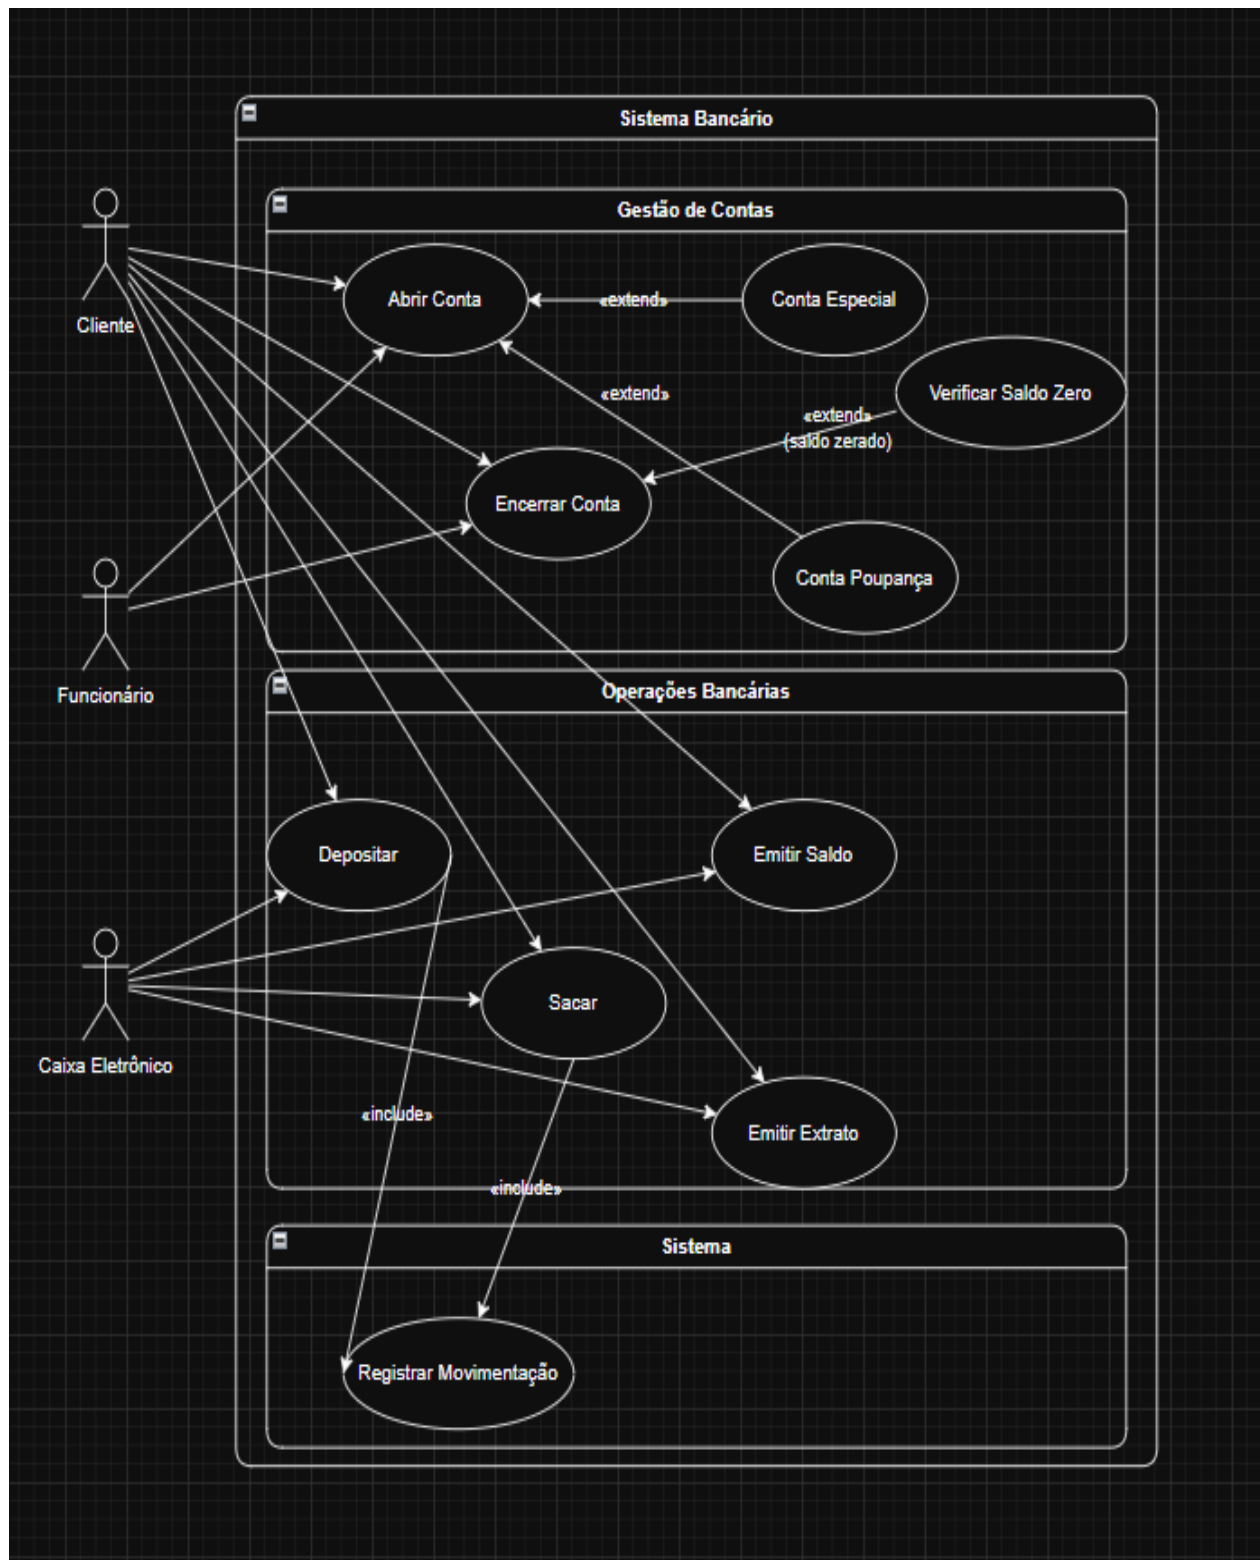 Sistema Bancário
Gestão de Contas
Abrir Conta
«extend»
Conta Especial
Cliente
Verificar Saldo Zero
«extend»
«extend»
(saldo zerado)
Encerrar Conta
Conta Poupança
Funcionário
Operações Bancárias
Depositar
Emitir Saldo
Sacar
Caixa Eletrônico
«include»
Emitir Extrato
«include»
Sistema
Registrar Movimentação